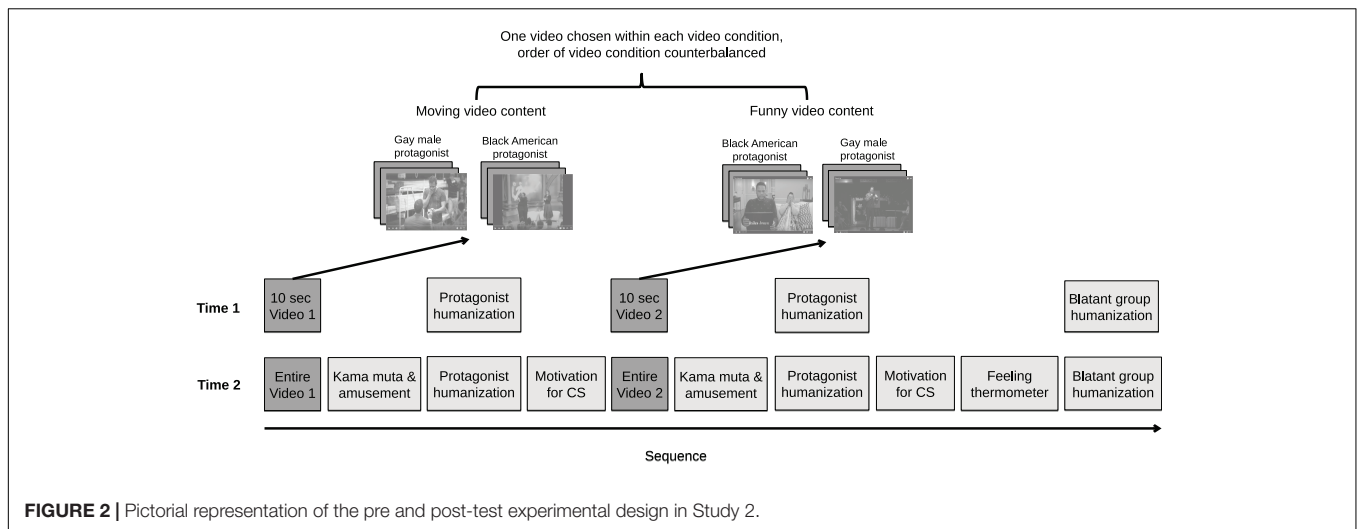 One video chosen within each video condition,
order of video condition counterbalanced
Moving video content
Funny video content
Gay male
protagonist
Black American
protagonist
Black American
protagonist
Gay male
protagonist
Time 1
10 sec
Video 1
Protagonist
humanization
10 sec
Video 2
Protagonist
humanization
Blatant group
humanization
Time 2
Entire
Video 1
Kama muta &
amusement
Protagonist
humanization
Motivation
for CS
Entire
Video 2
Kama muta &
amusement
Protagonist
humanization
Motivation
for CS
Feeling
thermometer
Blatant group
humanization
Sequence
FIGURE 2 | Pictorial representation of the pre and post-test experimental design in Study 2.